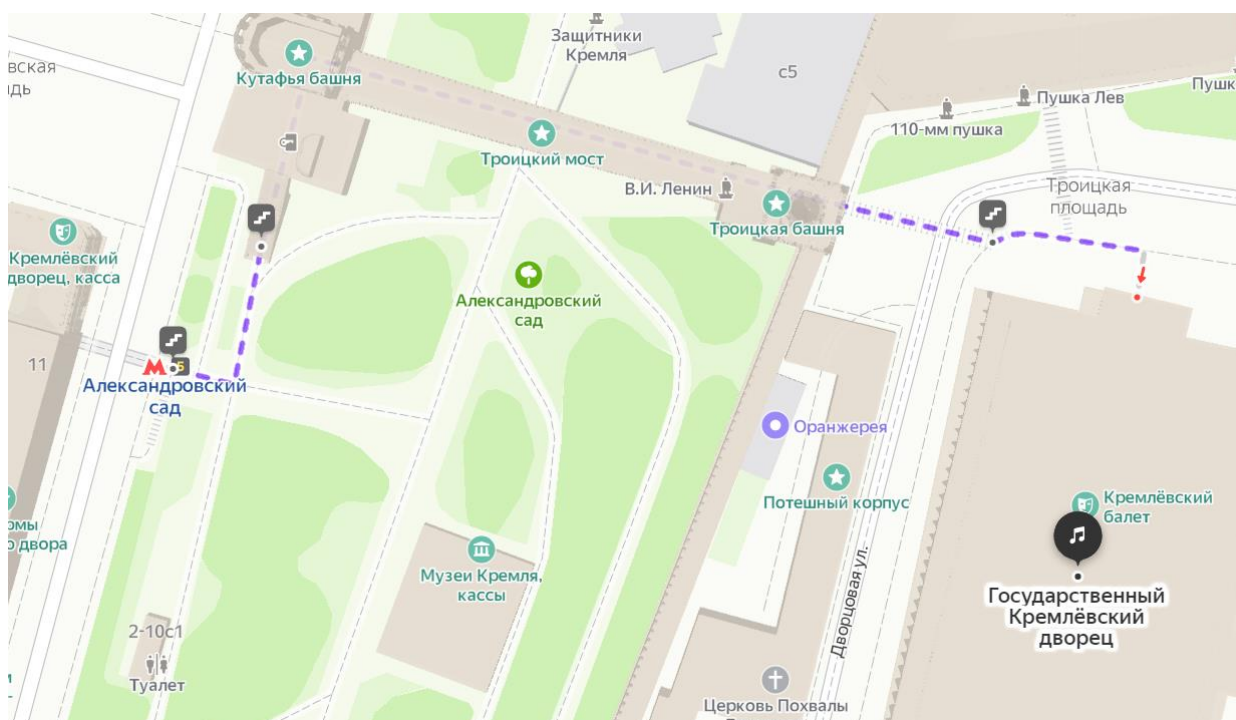 Защитники
Кремля
с5
Кутафья башня
Пушка Лев
110-мм пушка
Троицкий мост
В.И. Ленин
Троицкая
площадь
Троицкая башня
Кремлёвский
дворец, касса
Александровский
сад
11
М
Александровский
сад
Оранжерея
Потешный корпус
Кремлёвский
балет
Музеи Кремля,
кассы
Дворцовая ул.
Государственный
Кремлёвский
дворец
2-10с1
Туалет
Церковь Похвалы